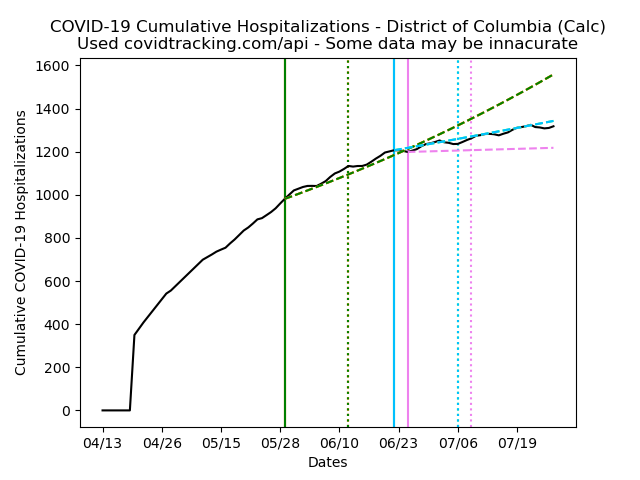 COVID-19 Cumulative Hospitalizations - District of Columbia (Calc)
Used covidtracking.com/api - Some data may be innacurate
Cumulative COVID-19 Hospitalizations
1600
1400
1200
1000
800
600
400
200
0
04/13 04/26 05/15 05/28 06/10 06/23 07/06 07/19
Dates